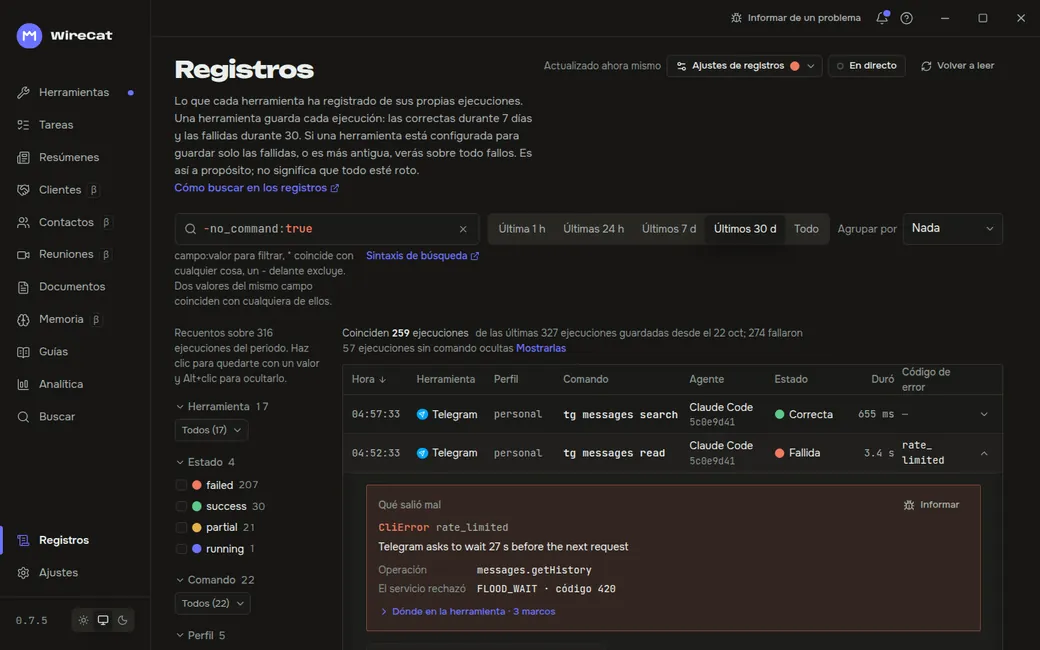 Informar de un problema
WireCat
Herramientas
Tareas
Resúmenes
Clientes β
Contactos β
Reuniones β
Documentos
Memoria β
Guías
Analítica
Buscar
Registros
Ajustes
0.7.5
Registros
Actualizado ahora mismo
Ajustes de registros
En directo
Volver a leer
Lo que cada herramienta ha registrado de sus propias ejecuciones.
Una herramienta guarda cada ejecución: las correctas durante 7 días
y las fallidas durante 30. Si una herramienta está configurada para
guardar solo las fallidas, o es más antigua, verás sobre todo fallos. Es
así a propósito; no significa que todo esté roto.
Cómo buscar en los registros
-no_command:true
Última 1 h Últimas 24 h Últimos 7 d Últimos 30 d Todo
Agrupar por
Nada
campo:valor para filtrar, * coincide con
cualquier cosa, un - delante excluye.
Dos valores del mismo campo
coinciden con cualquiera de ellos.
Sintaxis de búsqueda
Recuentos sobre 316
ejecuciones del periodo. Haz
clic para quedarte con un valor
y Alt+clic para ocultarlo.
Herramienta 17
Todos (17)
Estado 4
failed 207
success 30
partial 21
running 1
Comando 22
Todos (22)
Perfil 5
Coinciden 259 ejecuciones de las últimas 327 ejecuciones guardadas desde el 22 oct; 274 fallaron
57 ejecuciones sin comando ocultas Mostrarlas
Hora ↓ Herramienta Perfil Comando Agente Estado Duró Código de
error
04:57:33 Telegram personal tg messages search Claude Code Correcta 655 ms —
5c0e9d41
04:52:33 Telegram personal tg messages read Claude Code Fallida 3.4 s rate_
5c0e9d41 limited
Qué salió mal
Informar
CliError rate_limited
Telegram asks to wait 27 s before the next request
Operación messages.getHistory
El servicio rechazó FLOOD_WAIT · código 420
Dónde en la herramienta · 3 marcos